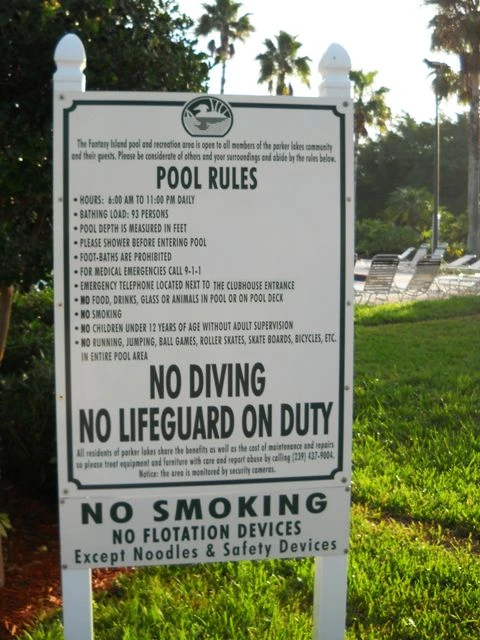 The Fantasy Island pool and recreation area is open to all members of the parker lakes community
and their guests. Please be considerate of others and your surroundings and abide by the rules below.
POOL RULES
• HOURS: 6:00 AM TO 11:00 PM DAILY
• BATHING LOAD: 93 PERSONS
• POOL DEPTH IS MEASURED IN FEET
• PLEASE SHOWER BEFORE ENTERING POOL
• FOOT-BATHS ARE PROHIBITED
• FOR MEDICAL EMERGENCIES CALL 9-1-1
• EMERGENCY TELEPHONE LOCATED NEXT TO THE CLUBHOUSE ENTRANCE
• NO FOOD, DRINKS, GLASS OR ANIMALS IN POOL OR ON POOL DECK
• NO SMOKING
• NO CHILDREN UNDER 12 YEARS OF AGE WITHOUT ADULT SUPERVISION
• NO RUNNING, JUMPING, BALL GAMES, ROLLER SKATES, SKATE BOARDS, BICYCLES, ETC.
IN ENTIRE POOL AREA
NO DIVING
NO LIFEGUARD ON DUTY
All residents of parker lakes share the benefits as well as the cost of maintenance and repairs
so please treat equipment and furniture with care and report abuse by calling (239) 437-9004.
Notice: the area is monitored by security cameras.
NO SMOKING
NO FLOTATION DEVICES
Except Noodles & Safety Devices